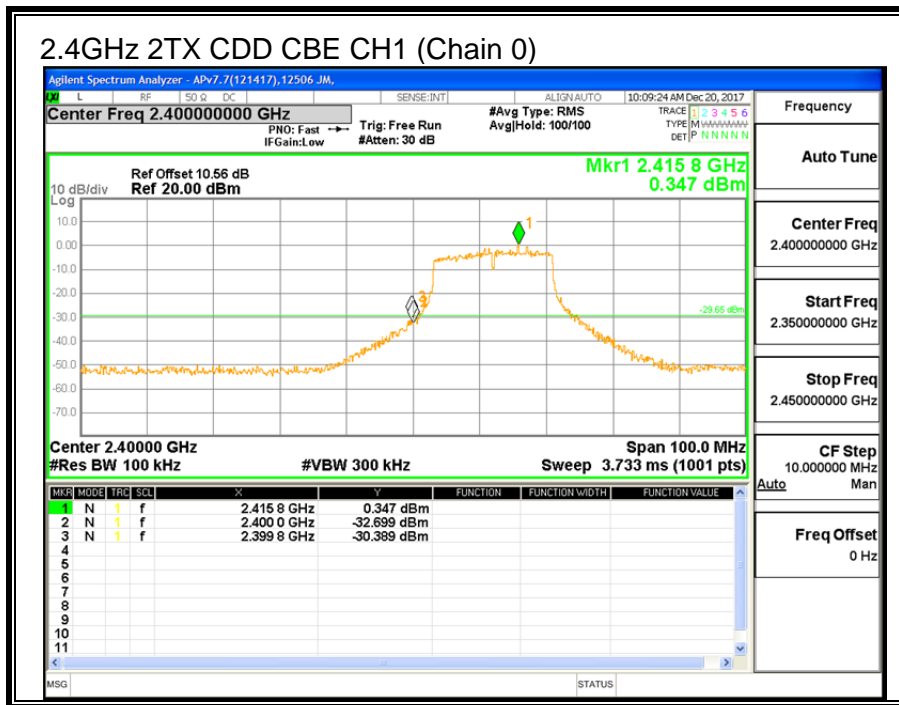 2.4GHz 2TX CDD CBE CH1 (Chain 0)
Agilent Spectrum Analyzer - APv7.7(121417),12506 JM,
L RF 50 Ω DC SENSE:INT ALIGN AUTO 10:09:24 AM Dec 20, 2017
Center Freq 2.400000000 GHz
PNO: Fast
IFGain:Low
Trig: Free Run
#Atten: 30 dB
#Avg Type: RMS
Avg|Hold: 100/100
TRACE 1 2 3 4 5 6
TYPE M
DET P N N N N N
Mkr1 2.415 8 GHz
0.347 dBm
Ref Offset 10.56 dB
10 dB/div Ref 20.00 dBm
Log
10.0
0.00
-10.0
-20.0
-30.0
-40.0
-50.0
-60.0
-70.0
1
-29.65 dBm
Center 2.40000 GHz Span 100.0 MHz
#Res BW 100 kHz #VBW 300 kHz Sweep 3.733 ms (1001 pts)
MKR MODE TRC SCL X Y FUNCTION FUNCTION WIDTH FUNCTION VALUE
1 N 1 f 2.415 8 GHz 0.347 dBm
2 N 1 f 2.400 0 GHz -32.699 dBm
3 N 1 f 2.399 8 GHz -30.389 dBm
4
5
6
7
8
9
10
11
MSG STATUS
Frequency
Auto Tune
Center Freq
2.400000000 GHz
Start Freq
2.350000000 GHz
Stop Freq
2.450000000 GHz
CF Step
10.000000 MHz
Auto Man
Freq Offset
0 Hz